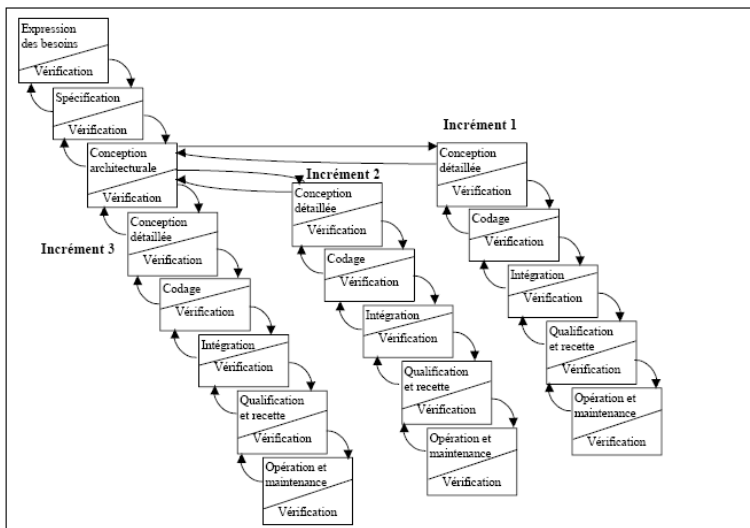 Expression
des besoins
Vérification
Spécification
Vérification
Conception
architecturale
Vérification
Incrément 1
Conception
détaillée
Vérification
Codage
Vérification
Intégration
Vérification
Qualification
et recette
Vérification
Opération et
maintenance
Vérification
Incrément 2
Conception
détaillée
Vérification
Codage
Vérification
Intégration
Vérification
Qualification
et recette
Vérification
Opération et
maintenance
Vérification
Incrément 3
Conception
détaillée
Vérification
Codage
Vérification
Intégration
Vérification
Qualification
et recette
Vérification
Opération et
maintenance
Vérification